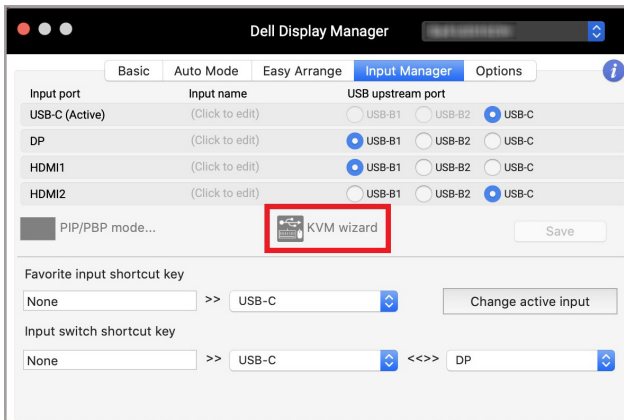 Dell Display Manager
Basic Auto Mode Easy Arrange Input Manager Options i
Input port Input name USB upstream port
USB-C (Active) (Click to edit) USB-B1 USB-B2 USB-C
DP (Click to edit) USB-B1 USB-B2 USB-C
HDMI1 (Click to edit) USB-B1 USB-B2 USB-C
HDMI2 (Click to edit) USB-B1 USB-B2 USB-C
PIP/PBP mode... KVM wizard Save
Favorite input shortcut key
None >> USB-C Change active input
Input switch shortcut key
None >> USB-C <<>> DP